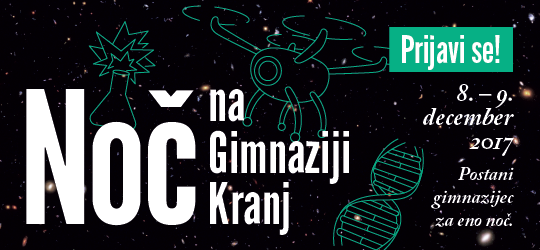 Noč na
Gimnaziji
Kranj
Prijavi se!
8. – 9.
december
2017
Postani
gimnazijec
za eno noč.